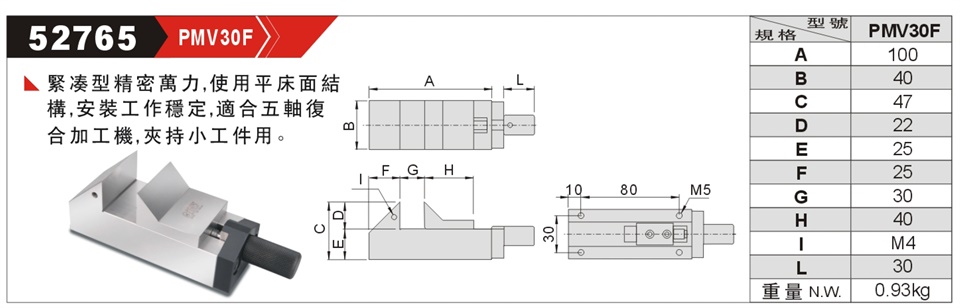 52765 PMV30F
緊凑型精密萬力,使用平床面結
構,安裝工作穩定,適合五軸復
合加工機,夾持小工件用。
A
L
B
F G H
I
C
D
E
10 80 M5
30
型號
規格 PMV30F
A 100
B 40
C 47
D 22
E 25
F 25
G 30
H 40
I M4
L 30
重量 N.W. 0.93kg